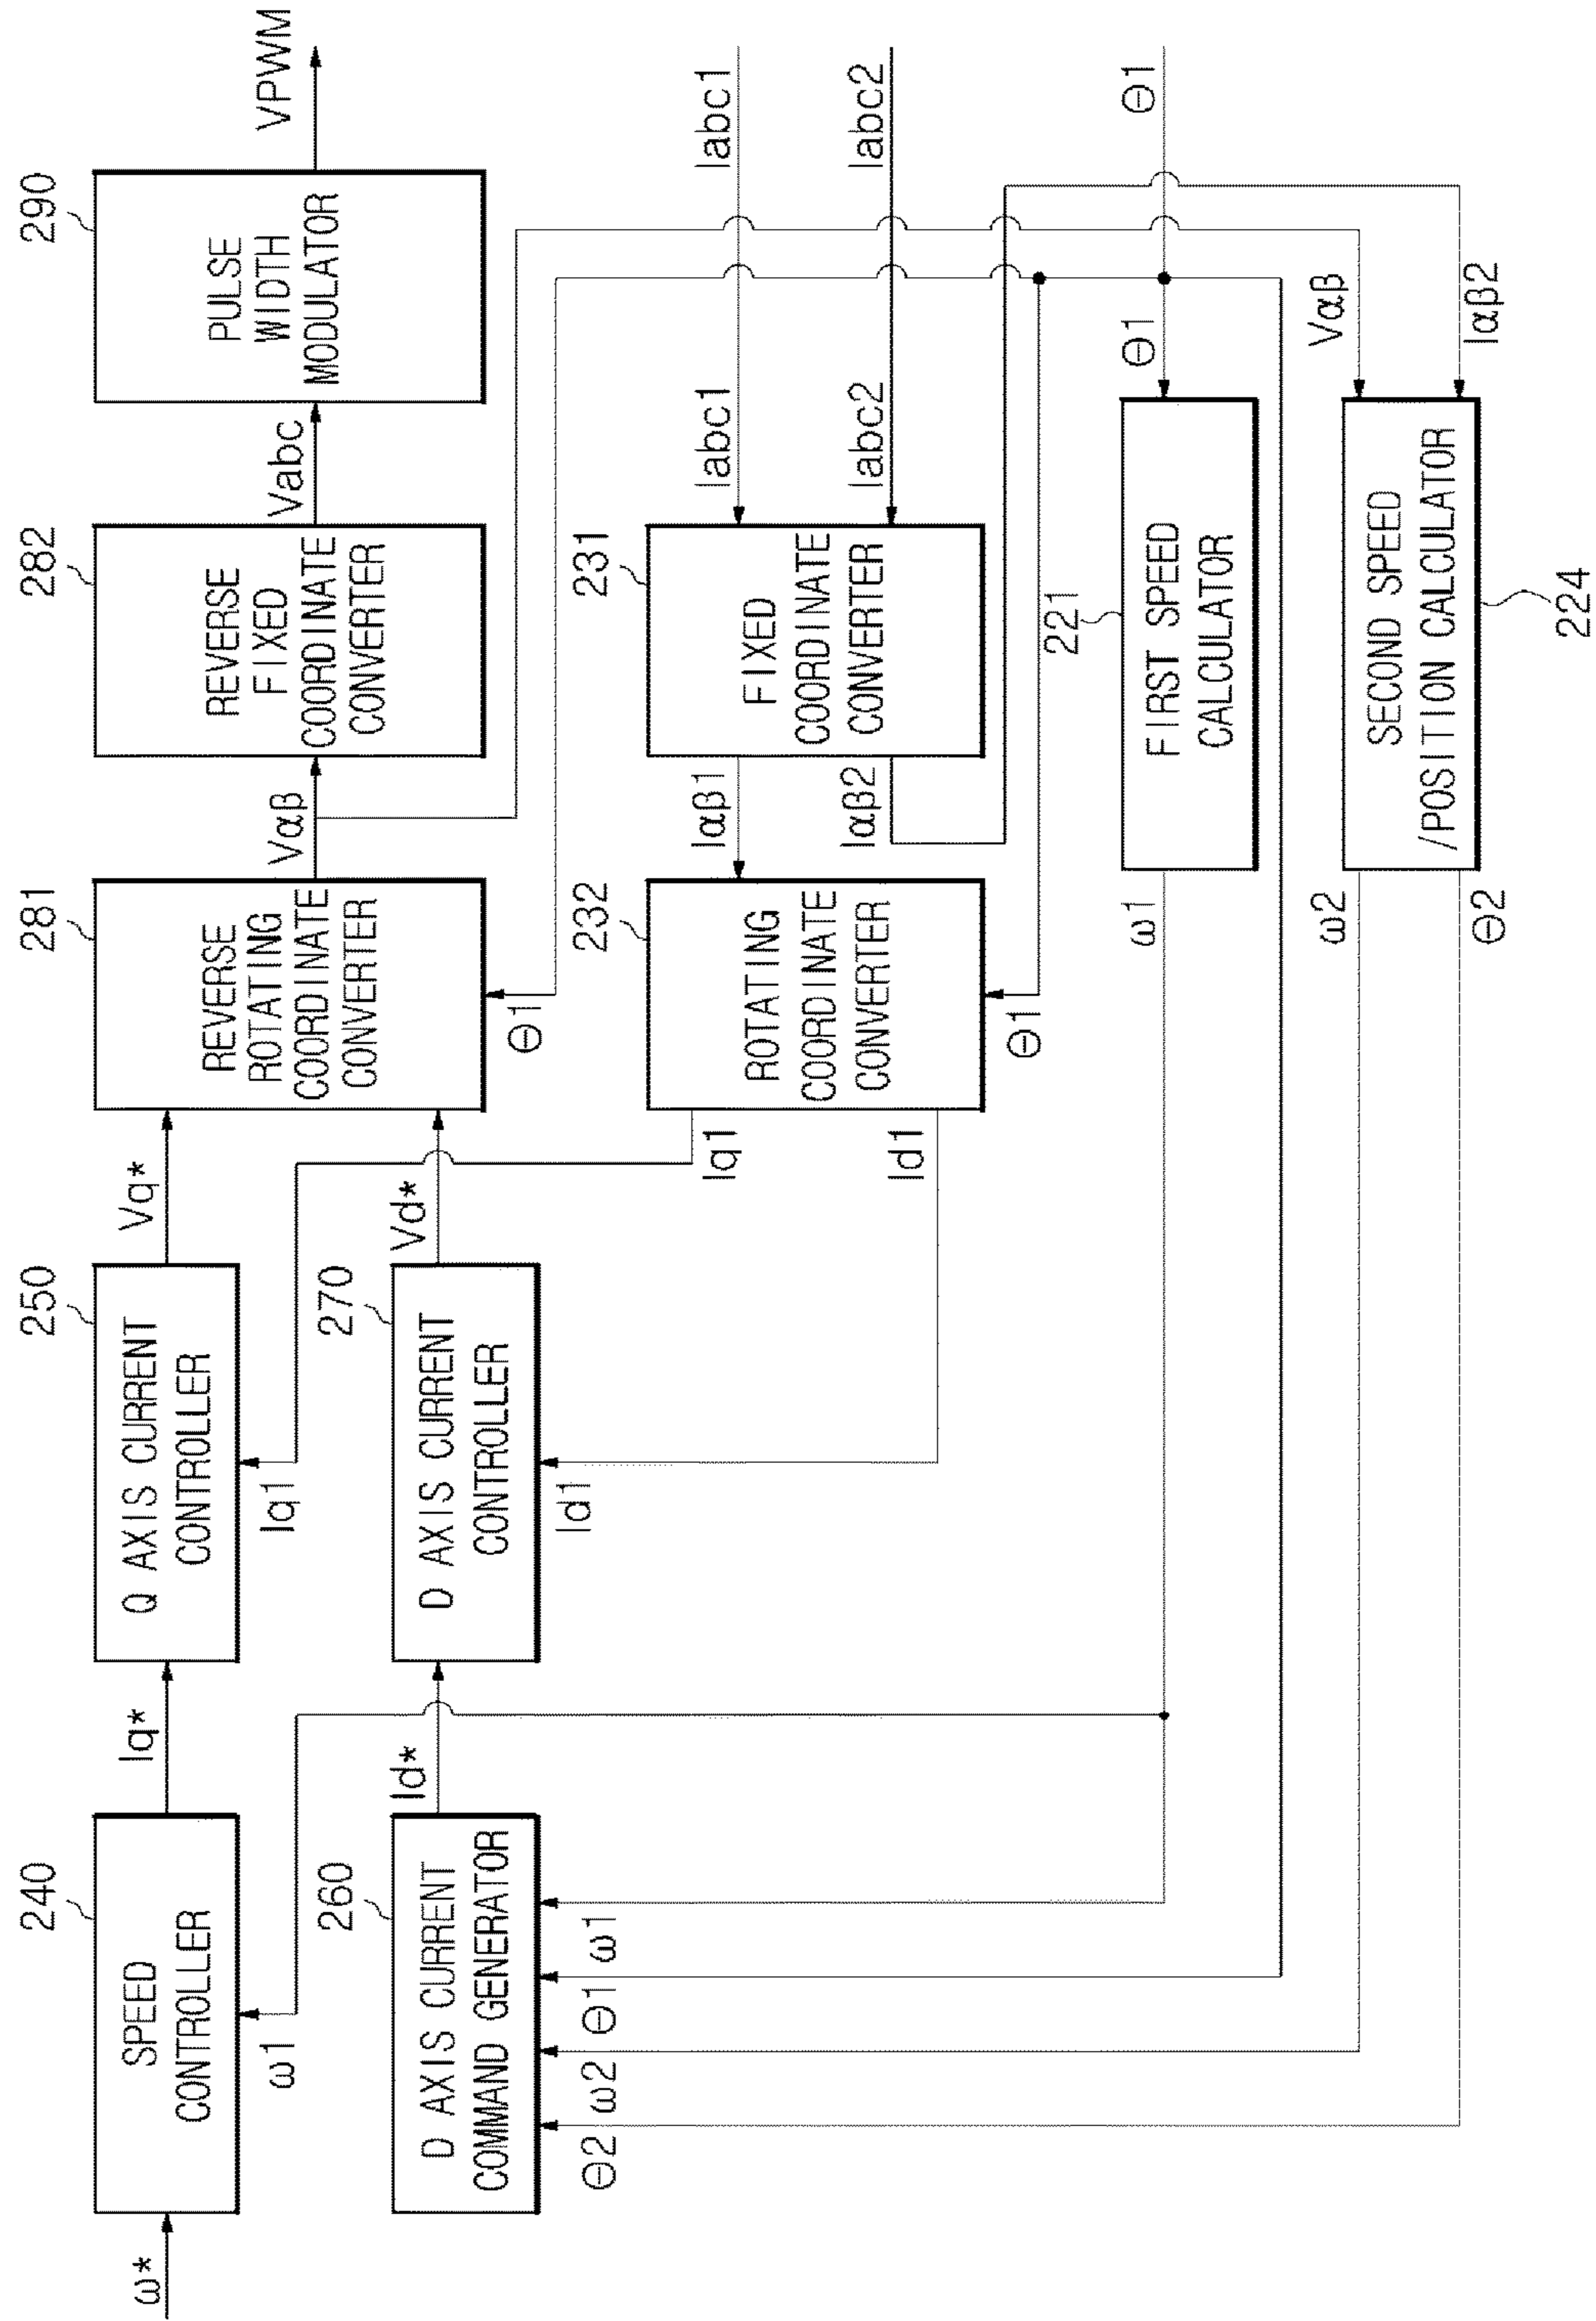 240
250
281
282
290
ω*
SPEED
CONTROLLER
Iq*
Q AXIS CURRENT
CONTROLLER
Vq*
REVERSE
ROTATING
COORDINATE
CONVERTER
Vαβ
REVERSE
FIXED
COORDINATE
CONVERTER
Vabc
PULSE
WIDTH
MODULATOR
VPWM
ω1
Iq1
Θ1
260
270
D AXIS CURRENT
COMMAND GENERATOR
Id*
D AXIS CURRENT
CONTROLLER
Vd*
Θ2
ω2
Θ1
ω1
Id1
232
231
Iq1
Id1
ROTATING
COORDINATE
CONVERTER
Iαβ1
Iαβ2
FIXED
COORDINATE
CONVERTER
Iabc1
Iabc1
Iabc2
Iabc2
Θ1
221
ω1
FIRST SPEED
CALCULATOR
Θ1
Θ1
ω2
Θ2
SECOND SPEED
/POSITION CALCULATOR
Vαβ
Iαβ2
224